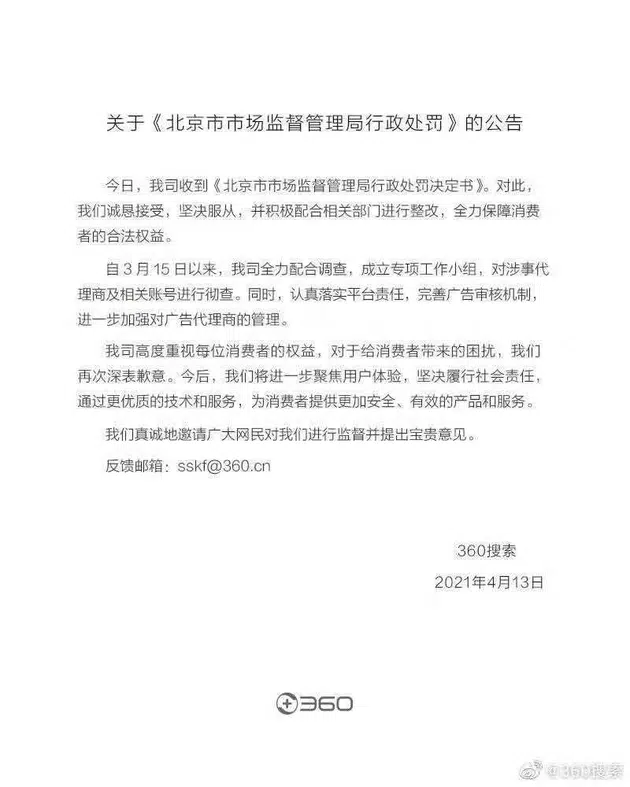 关于《北京市市场监督管理局行政处罚》的公告
今日，我司收到《北京市市场监督管理局行政处罚决定书》。对此，
我们诚恳接受，坚决服从，并积极配合相关部门进行整改，全力保障消费
者的合法权益。
自3月15日以来，我司全力配合调查，成立专项工作小组，对涉事代
理商及相关账号进行彻查。同时，认真落实平台责任，完善广告审核机制，
进一步加强对广告代理商的管理。
我司高度重视每位消费者的权益，对于给消费者带来的困扰，我们
再次深表歉意。今后，我们将进一步聚焦用户体验，坚决履行社会责任，
通过更优质的技术和服务，为消费者提供更加安全、有效的产品和服务。
我们真诚地邀请广大网民对我们进行监督并提出宝贵意见。
反馈邮箱：sskf@360.cn
360搜索
2021年4月13日
360
@360搜索